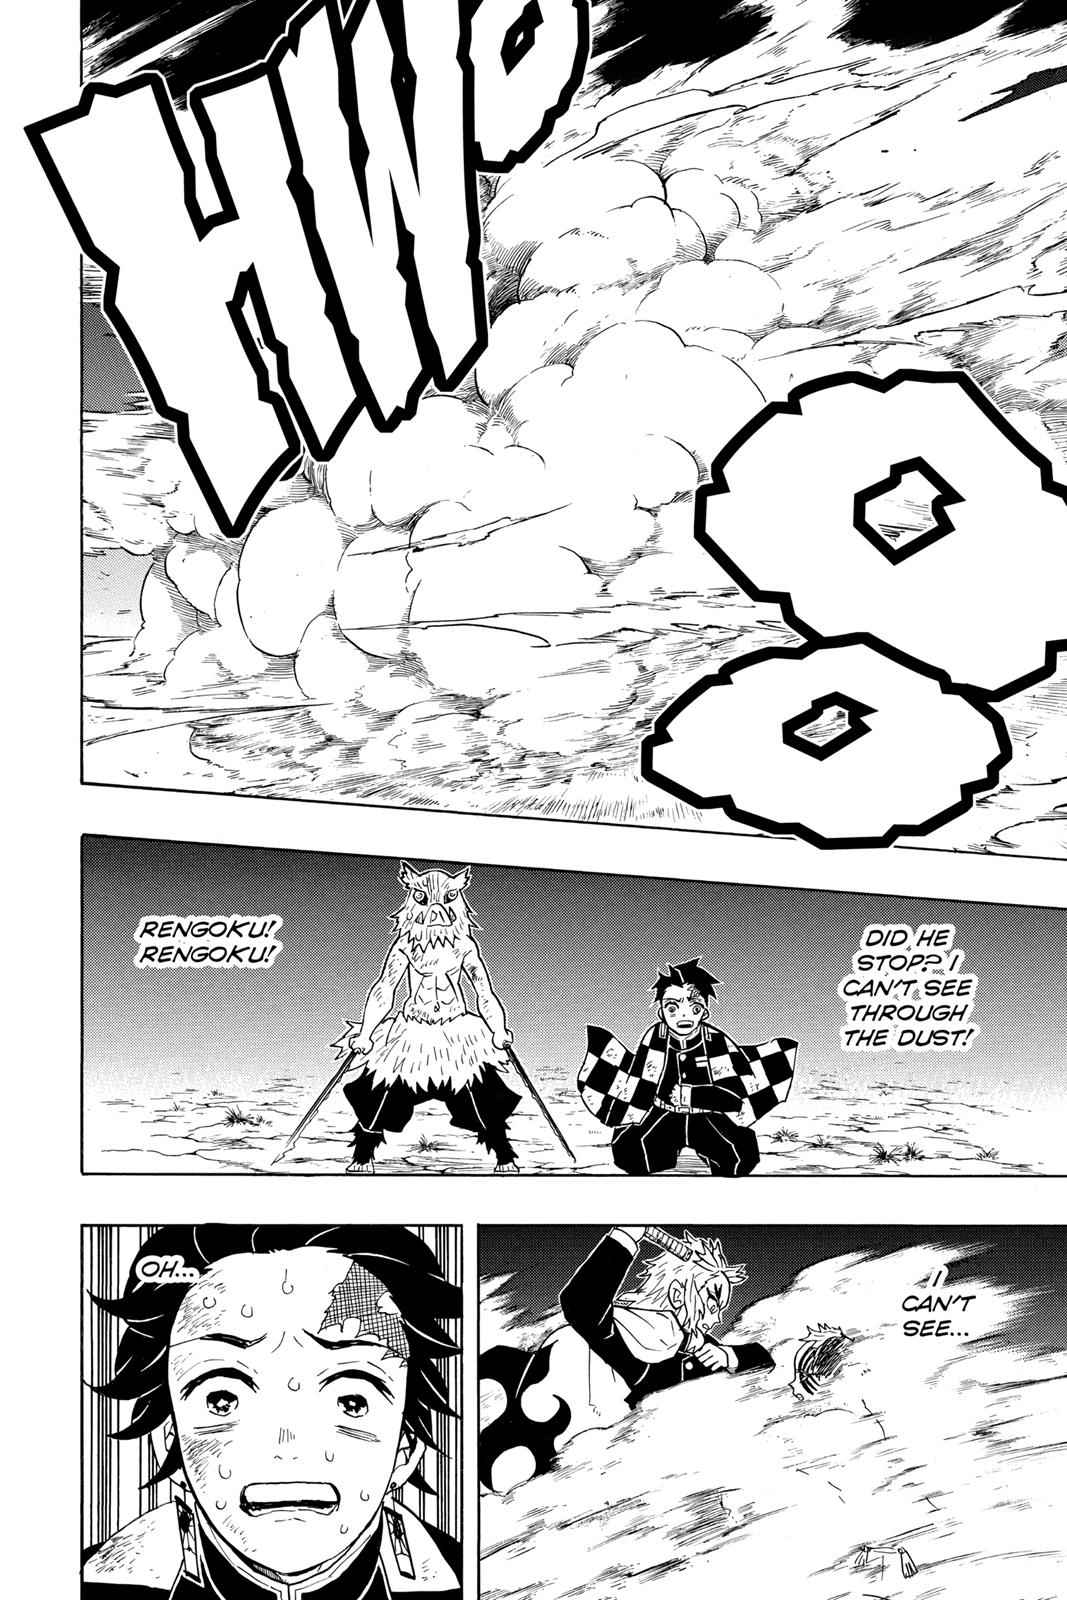 HWO
O
O
DID HE
STOP? I
CAN'T SEE
THROUGH
THE DUST!
RENGOKU!
RENGOKU!
I
CAN'T
SEE...
OH...